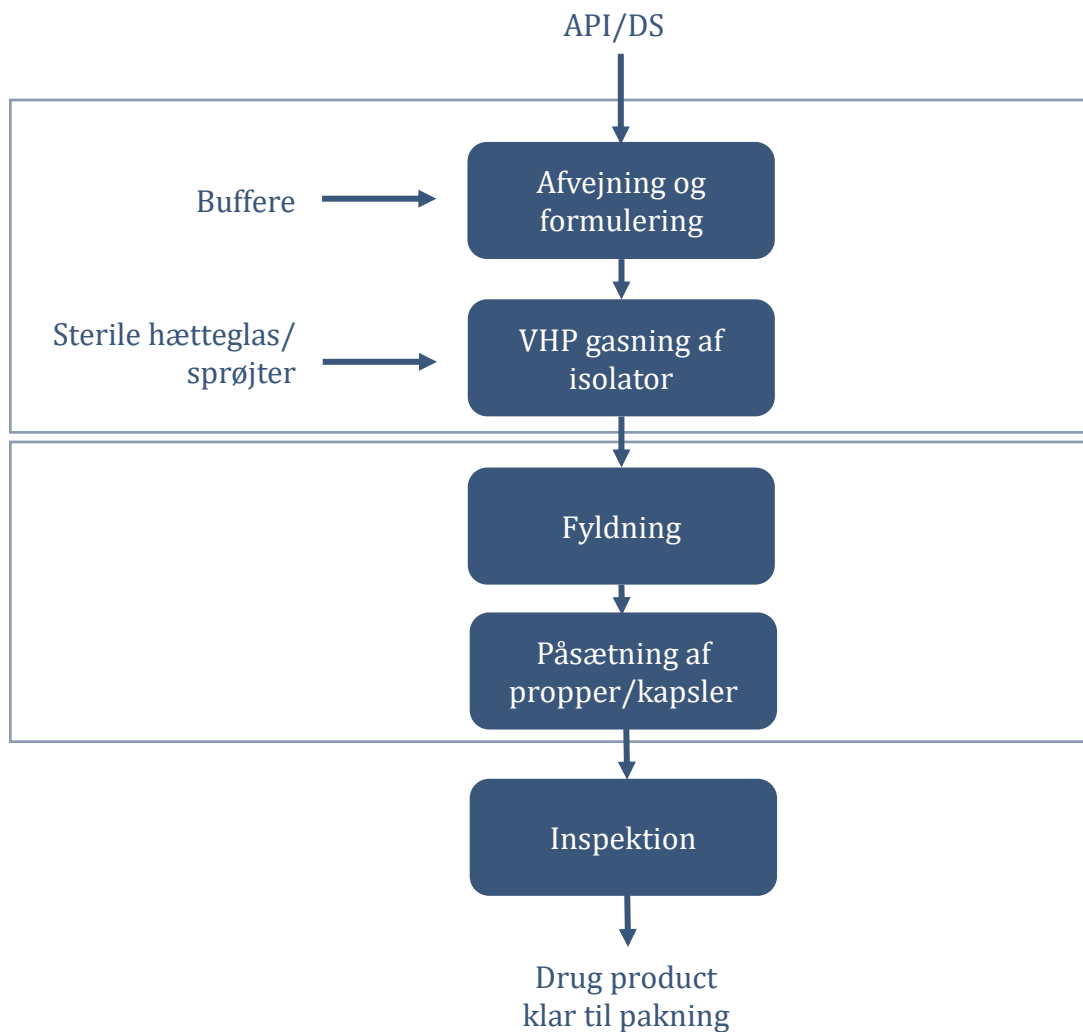 API/DS
Buffere
Afvejning og
formulering
Sterile hætteglas/
sprøjter
VHP gasning af
isolator
Fyldning
Påsætning af
propper/kapsler
Inspektion
Drug product
klar til pakning